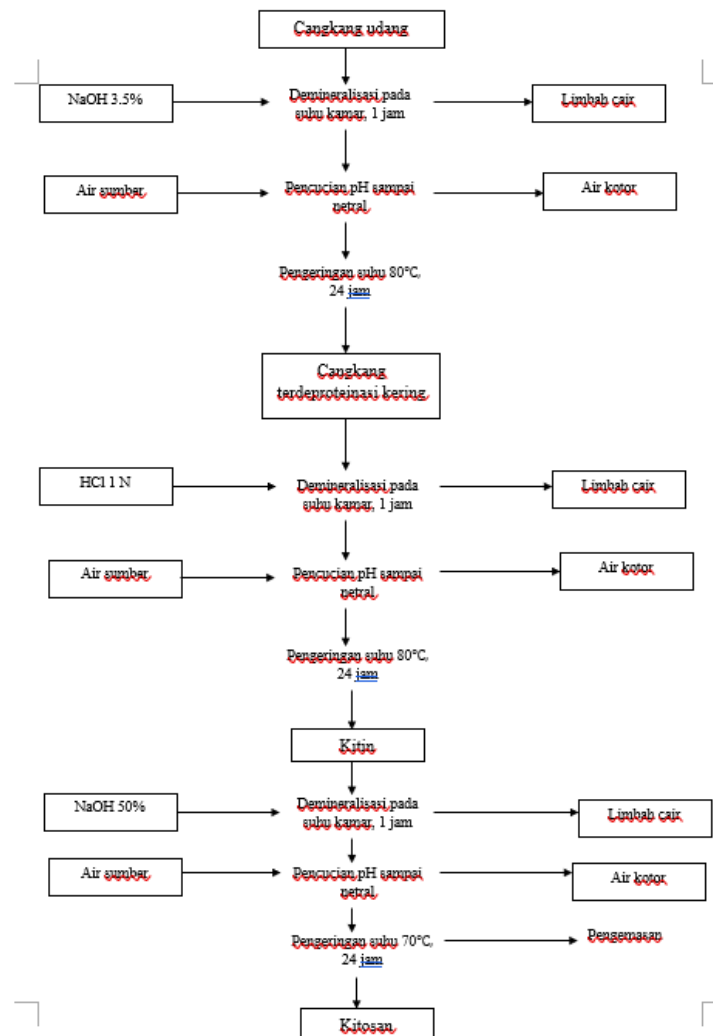 Cangkang udang
NaOH 3.5%
Demineralisasi pada
suhu kamar, 1 jam
Limbah cair
Air sumber
Pencucian pH sampai
netral
Air kotor
Pengeringan suhu 80°C,
24 jam
Cangkang
terdeproteinasi kering
HCl 1 N
Demineralisasi pada
suhu kamar, 1 jam
Limbah cair
Air sumber
Pencucian pH sampai
netral
Air kotor
Pengeringan suhu 80°C,
24 jam
Kitin
NaOH 50%
Demineralisasi pada
suhu kamar, 1 jam
Limbah cair
Air sumber
Pencucian pH sampai
netral
Air kotor
Pengeringan suhu 70°C,
24 jam
Pengemasan
Kitosan